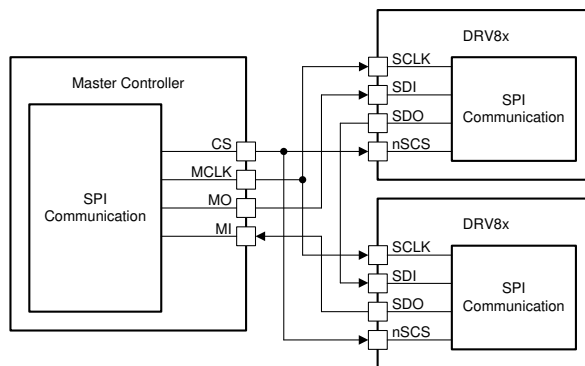 Master Controller
SPI
Communication
CS
MCLK
MO
MI
DRV8x
SCLK
SDI
SDO
nSCS
SPI
Communication
DRV8x
SCLK
SDI
SDO
nSCS
SPI
Communication